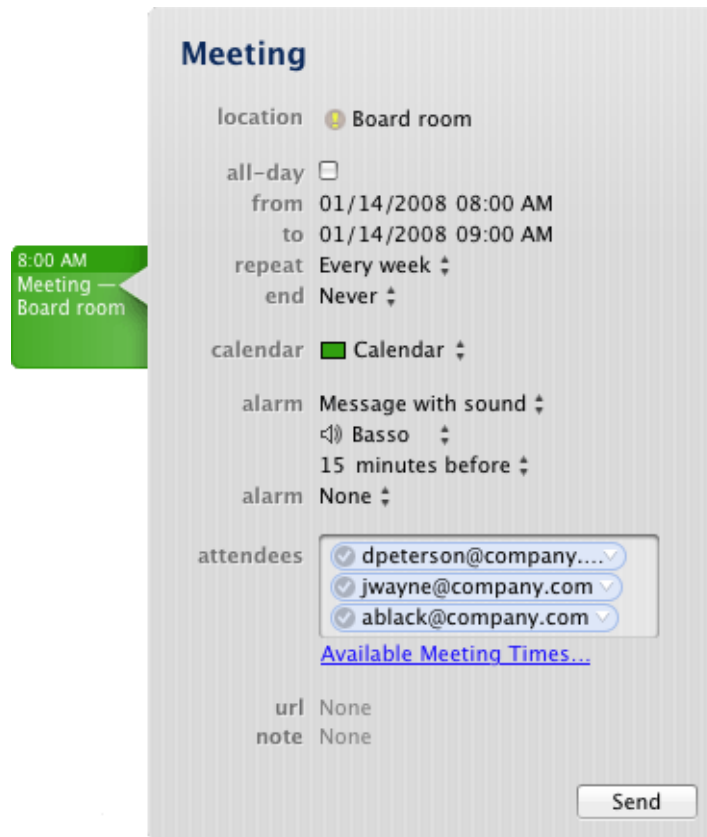 Meeting
location Board room
all-day
from 01/14/2008 08:00 AM
to 01/14/2008 09:00 AM
8:00 AM
Meeting —
Board room
repeat Every week
end Never
calendar Calendar
alarm Message with sound
Basso
15 minutes before
alarm None
attendees dpeterson@company....
jwayne@company.com
ablack@company.com
Available Meeting Times...
url None
note None
Send